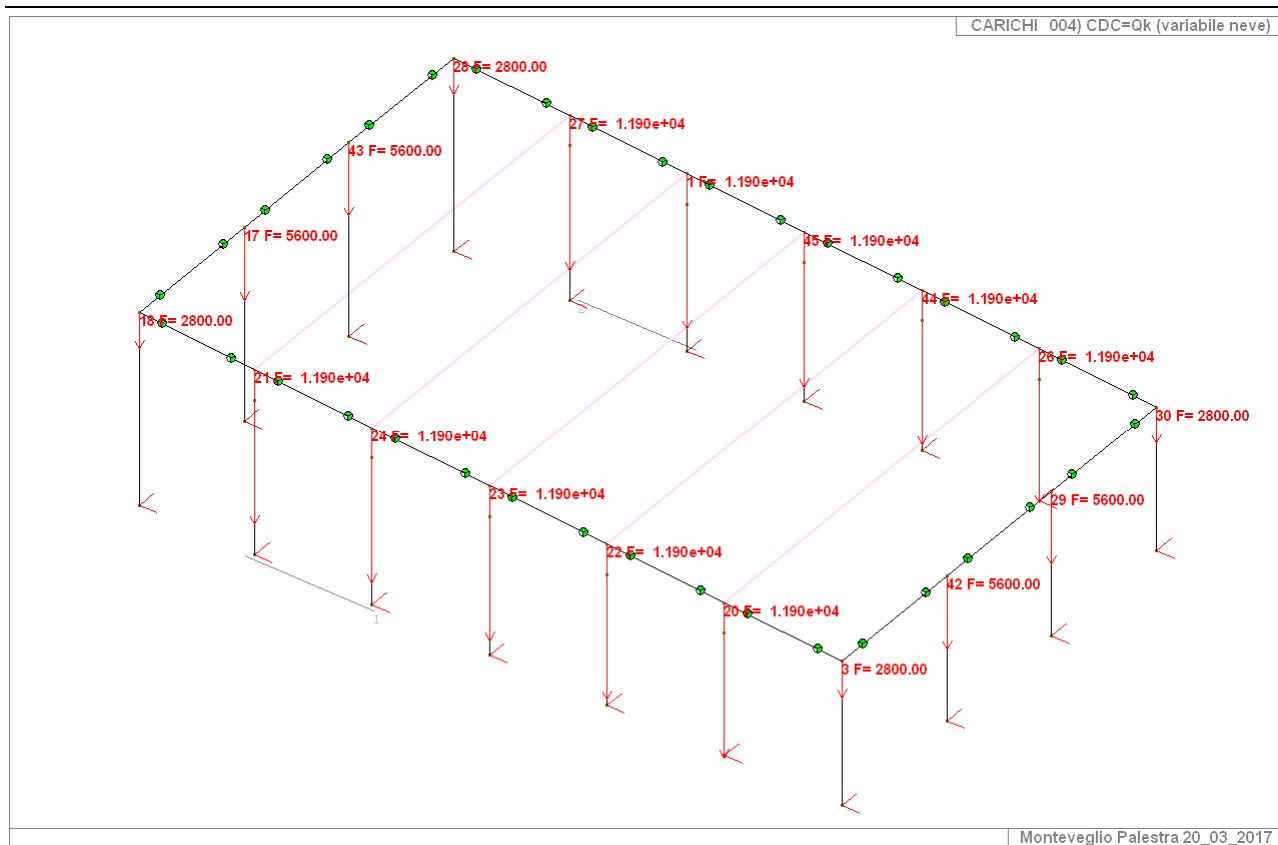 CARICHI 004) CDC=Qk (variabile neve)
28 F= 2800.00
27 F= 1.190e+04
43 F= 5600.00
1 F= 1.190e+04
17 F= 5600.00
45 F= 1.190e+04
44 F= 1.190e+04
2
18 F= 2800.00
26 F= 1.190e+04
21 F= 1.190e+04
30 F= 2800.00
24 F= 1.190e+04
23 F= 1.190e+04
29 F= 5600.00
22 F= 1.190e+04
42 F= 5600.00
20 F= 1.190e+04
1
3 F= 2800.00
Monteveglio Palestra 20_03_2017